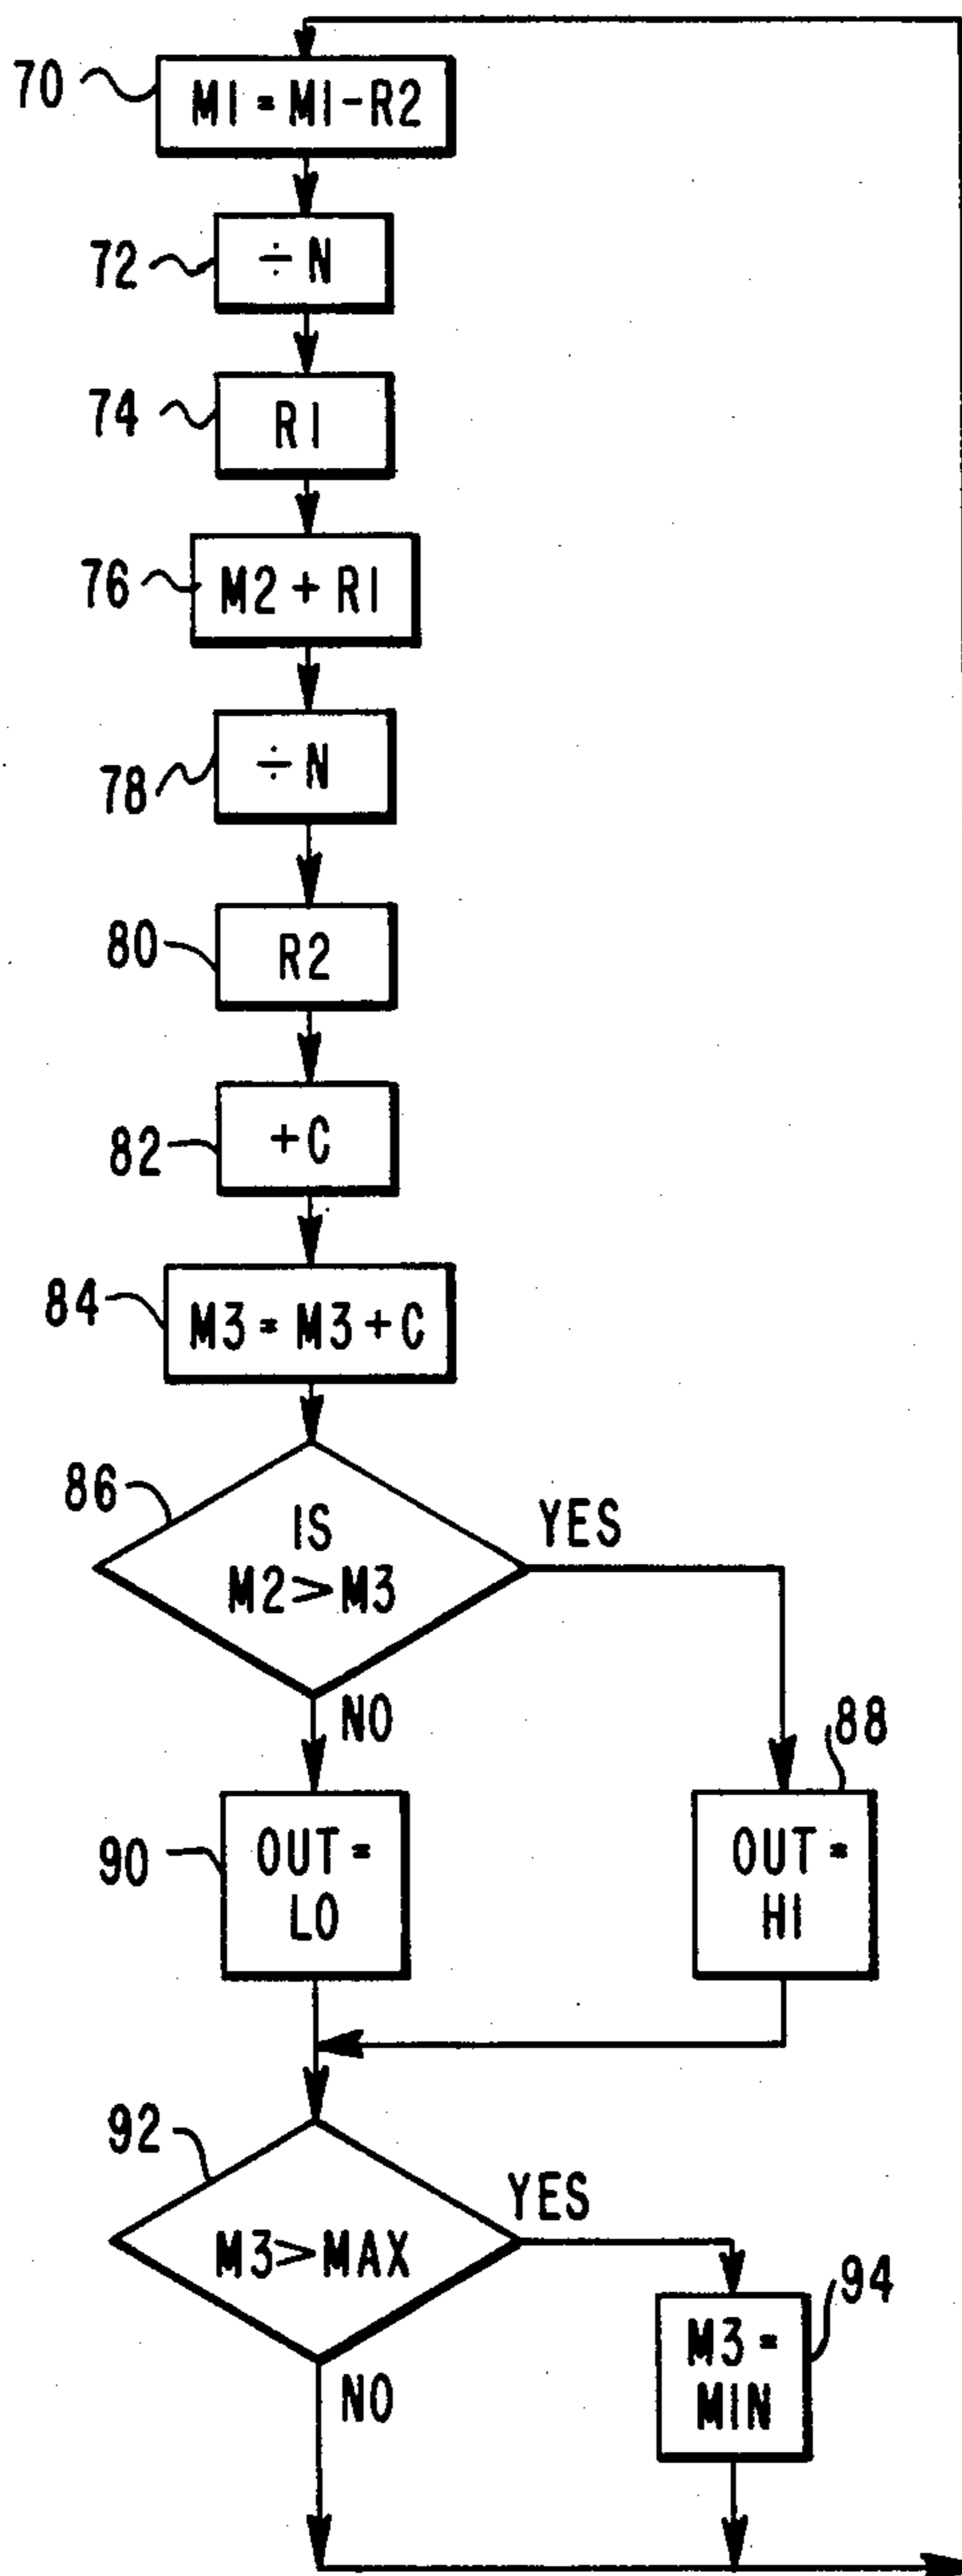 70
M1 = M1 - R2
72
÷ N
74
R1
76
M2 + R1
78
÷ N
80
R2
82
+ C
84
M3 = M3 + C
86
IS
M2 > M3
YES
NO
88
90
OUT =
LO
OUT =
HI
92
M3 > MAX
YES
NO
94
M3 =
MIN